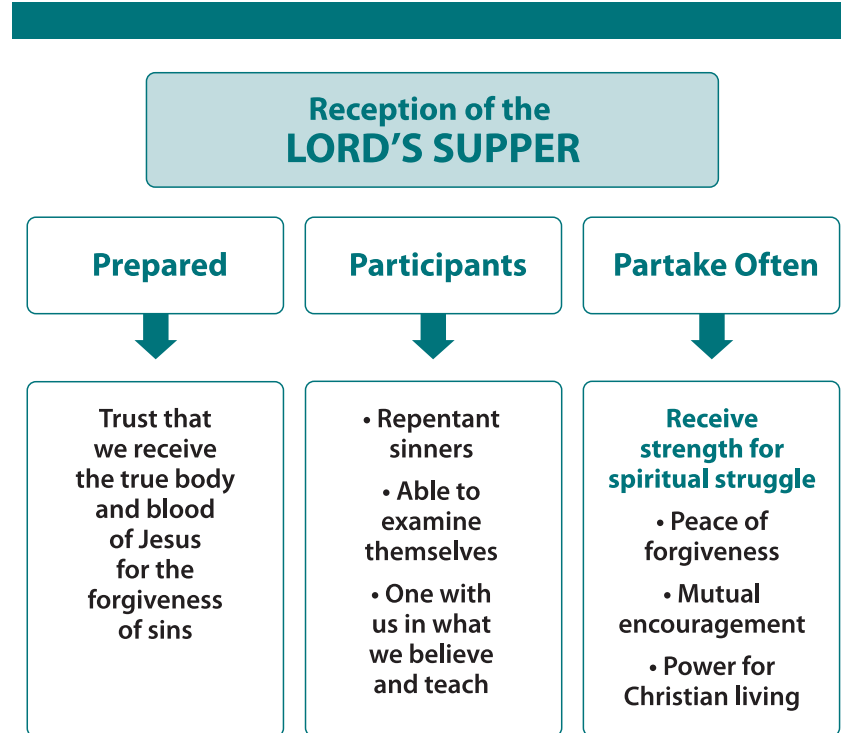 Reception of the
LORD'S SUPPER
Prepared
Trust that
we receive
the true body
and blood
of Jesus
for the
forgiveness
of sins
Participants
• Repentant
sinners
• Able to
examine
themselves
• One with
us in what
we believe
and teach
Partake Often
Receive
strength for
spiritual struggle
• Peace of
forgiveness
• Mutual
encouragement
• Power for
Christian living